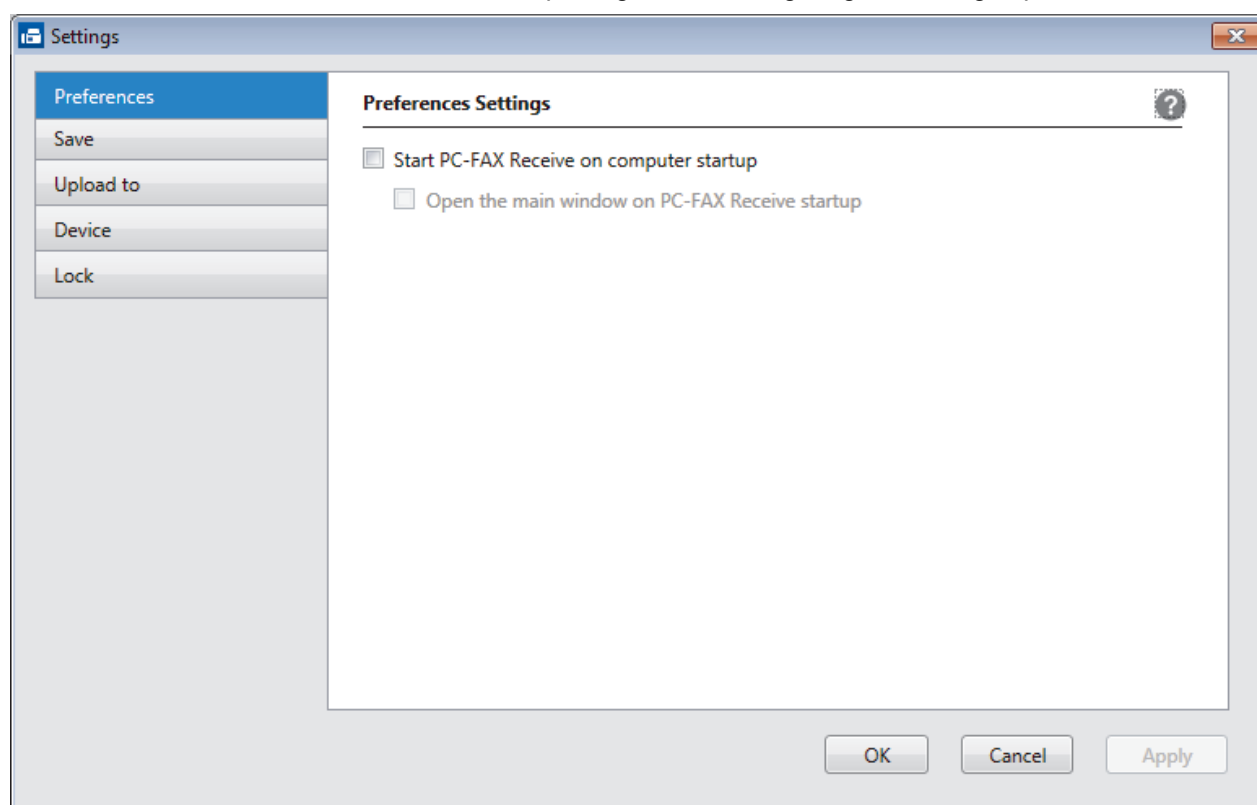 Settings
Preferences
Save
Upload to
Device
Lock
Preferences Settings
?
Start PC-FAX Receive on computer startup
Open the main window on PC-FAX Receive startup
OK
Cancel
Apply